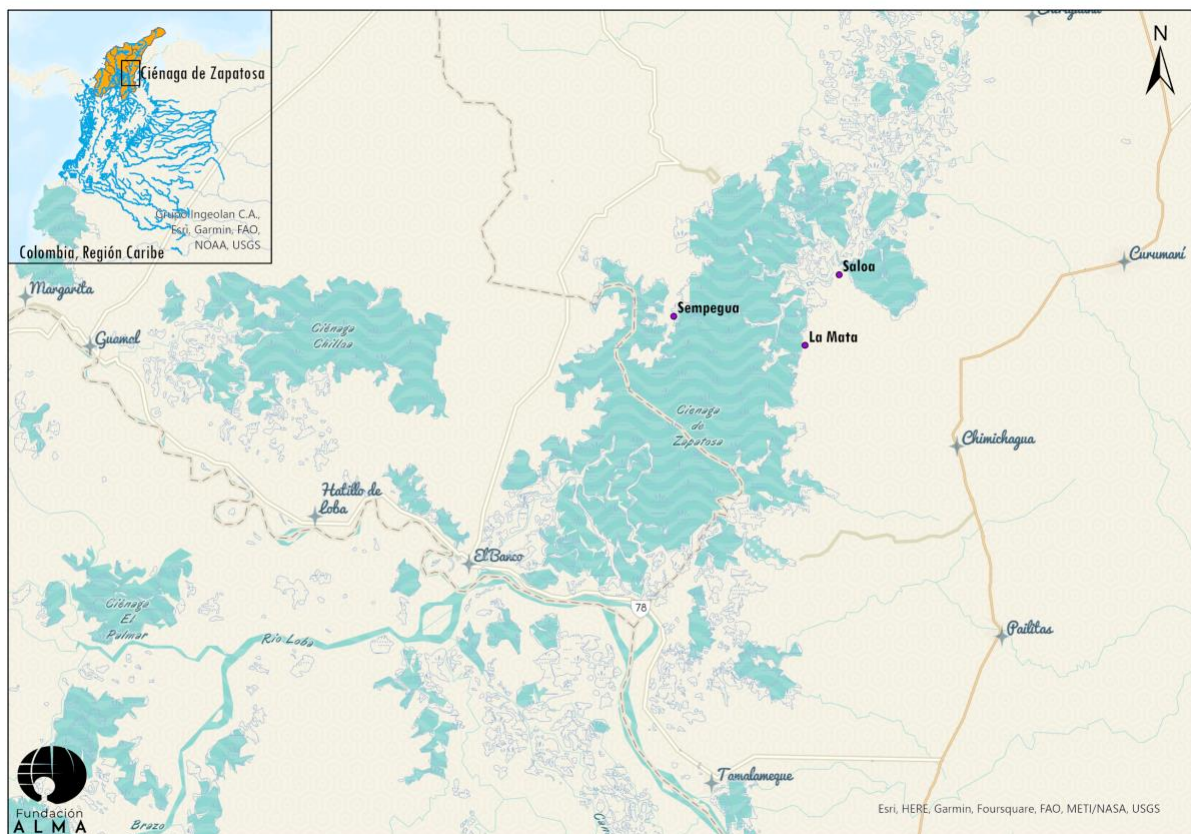 Ciénaga de Zapatosa
Grupo Ingeolan C.A.,
Esri, Garmin, FAO,
NOAA, USGS
Colombia, Región Caribe
N
Curumaní
Saloa
Margarita
Sempegua
Guamal
Ciénaga
Chilloa
La Mata
Ciénaga
de
Zapatosa
Chimichagua
Hatillo de
Loba
El Banco
78
Ciénaga
El
Palmar
Río Loba
Pailitas
Tamalameque
Fundación
ALMA
Brazo
Esri, HERE, Garmin, Foursquare, FAO, METI/NASA, USGS